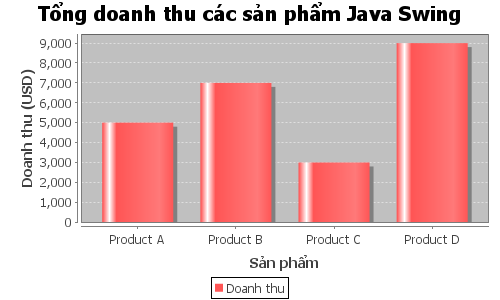 Tổng doanh thu các sản phẩm Java Swing
Doanh thu (USD)
9,000
8,000
7,000
6,000
5,000
4,000
3,000
2,000
1,000
0
Product A
Product B
Product C
Product D
Sản phẩm
Doanh thu